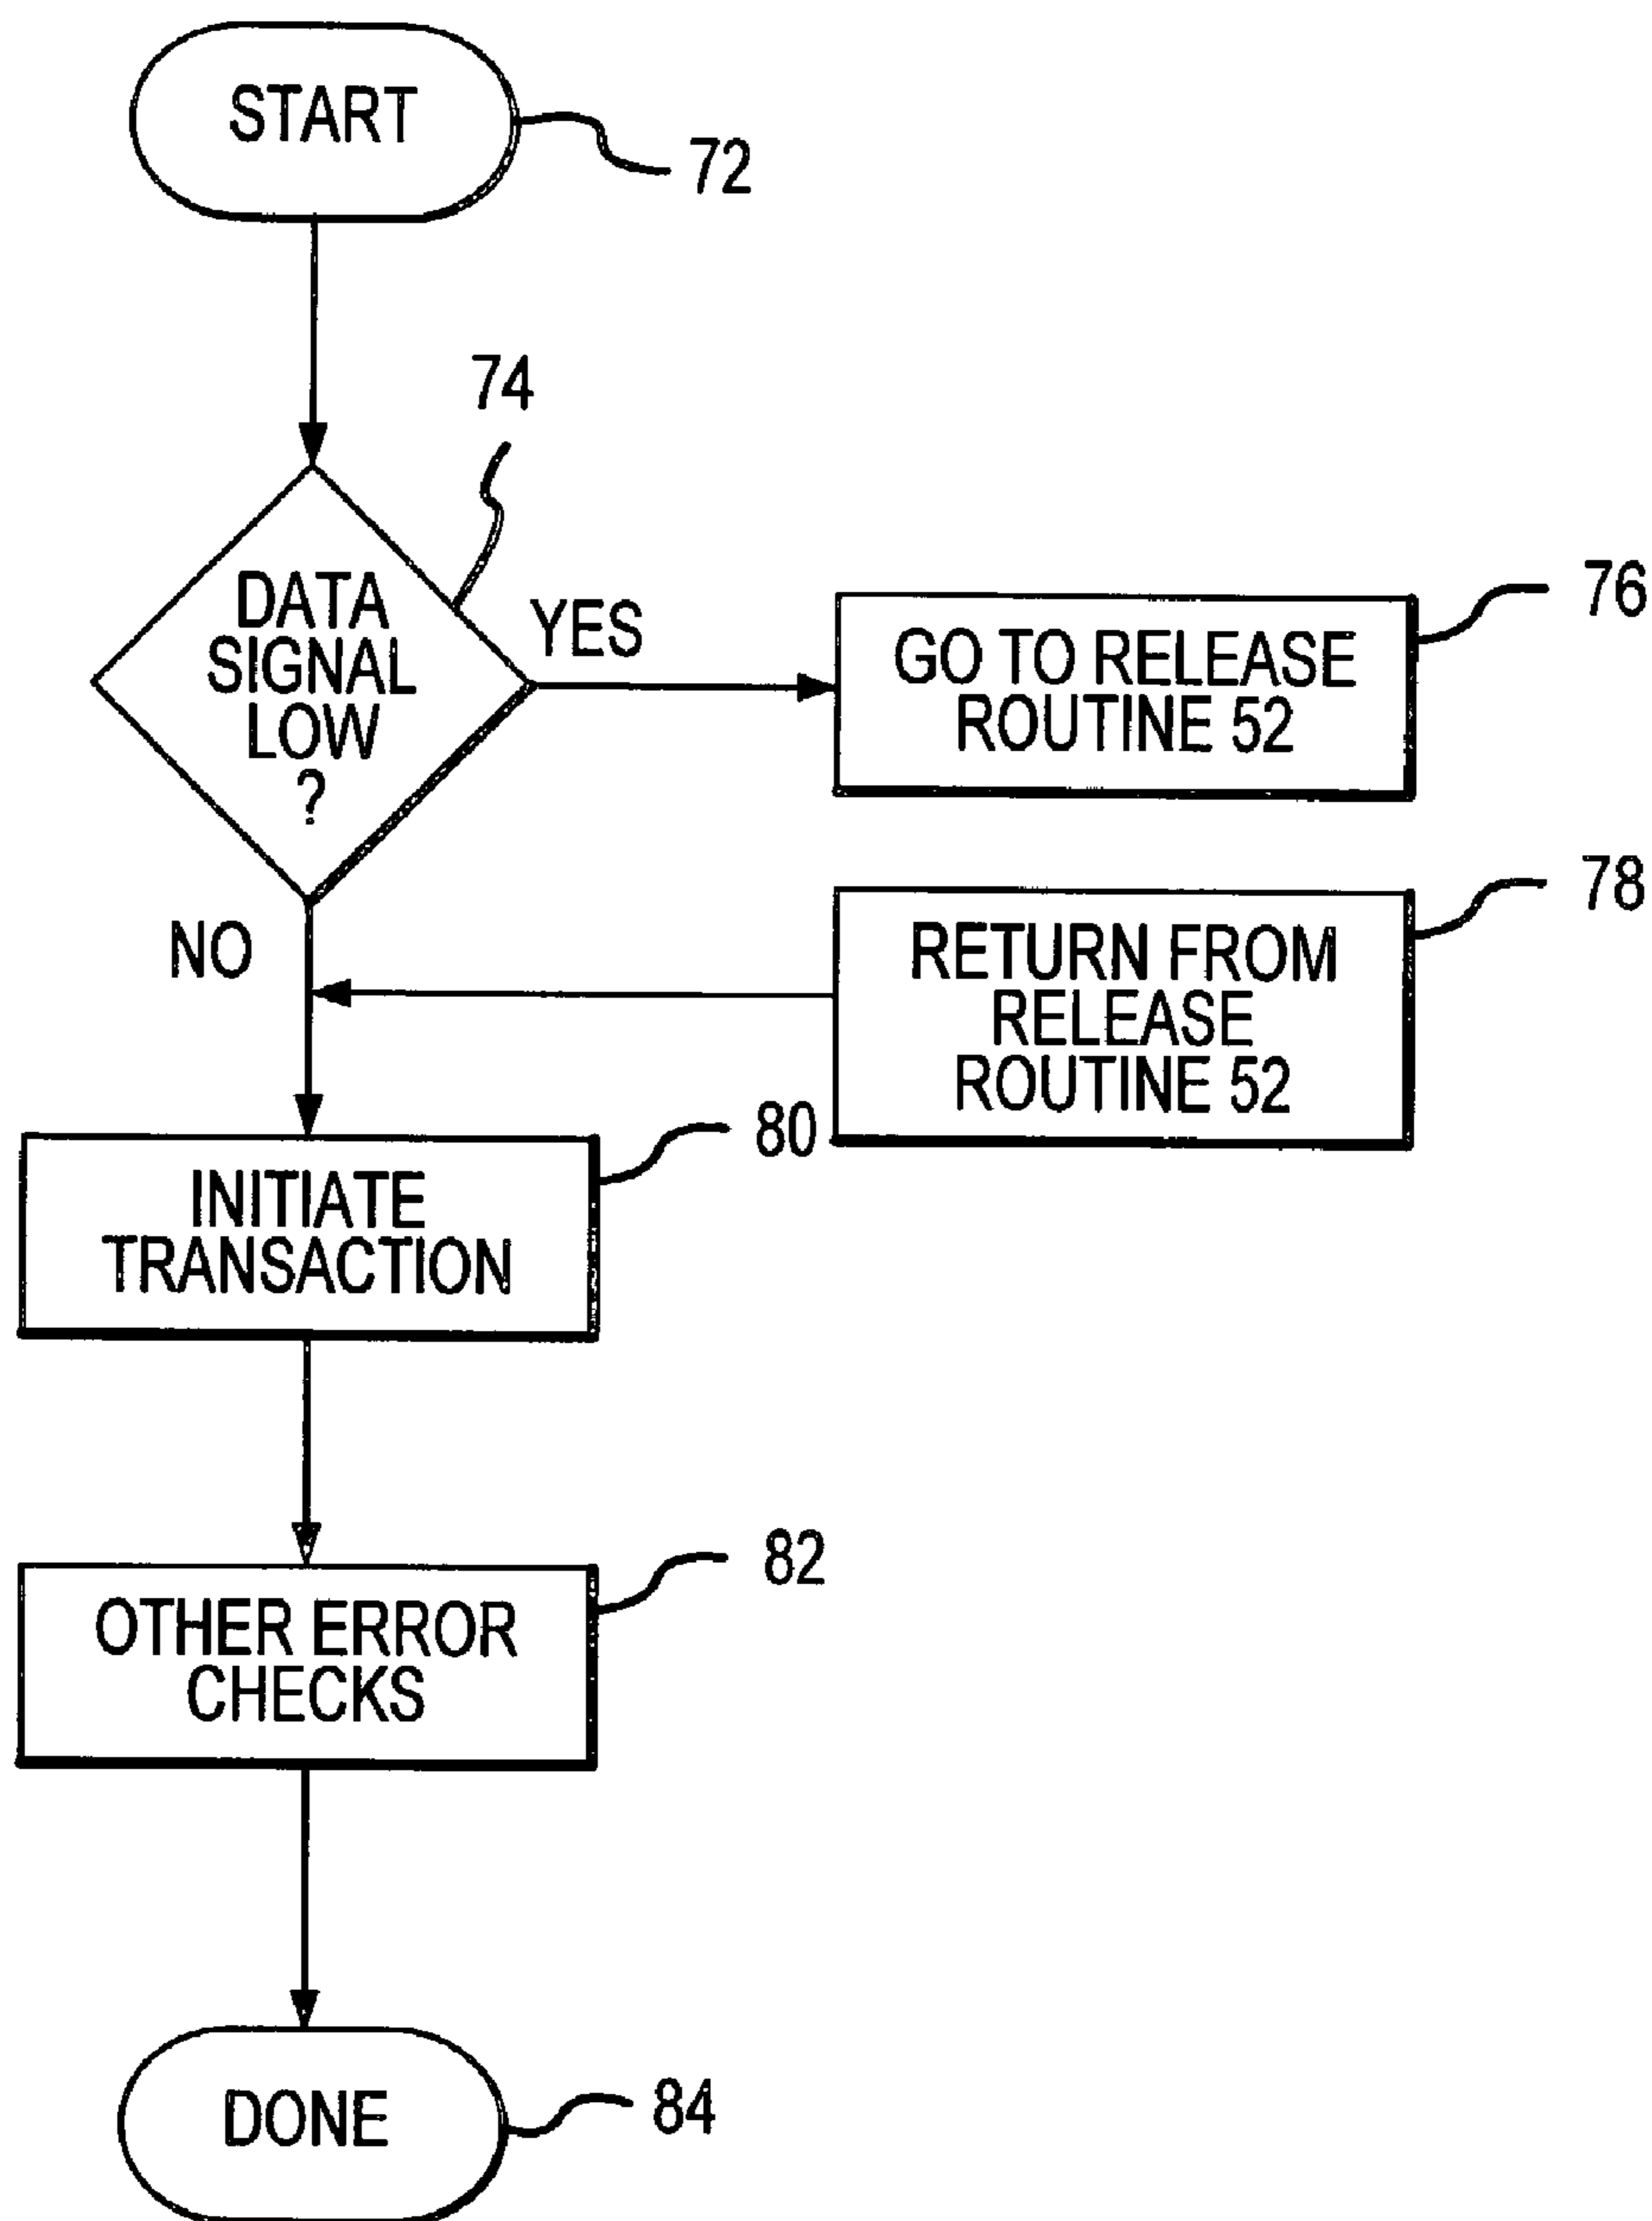 START
72
74
DATA
SIGNAL
LOW
?
YES
GO TO RELEASE
ROUTINE 52
76
NO
RETURN FROM
RELEASE
ROUTINE 52
78
INITIATE
TRANSACTION
80
OTHER ERROR
CHECKS
82
DONE
84